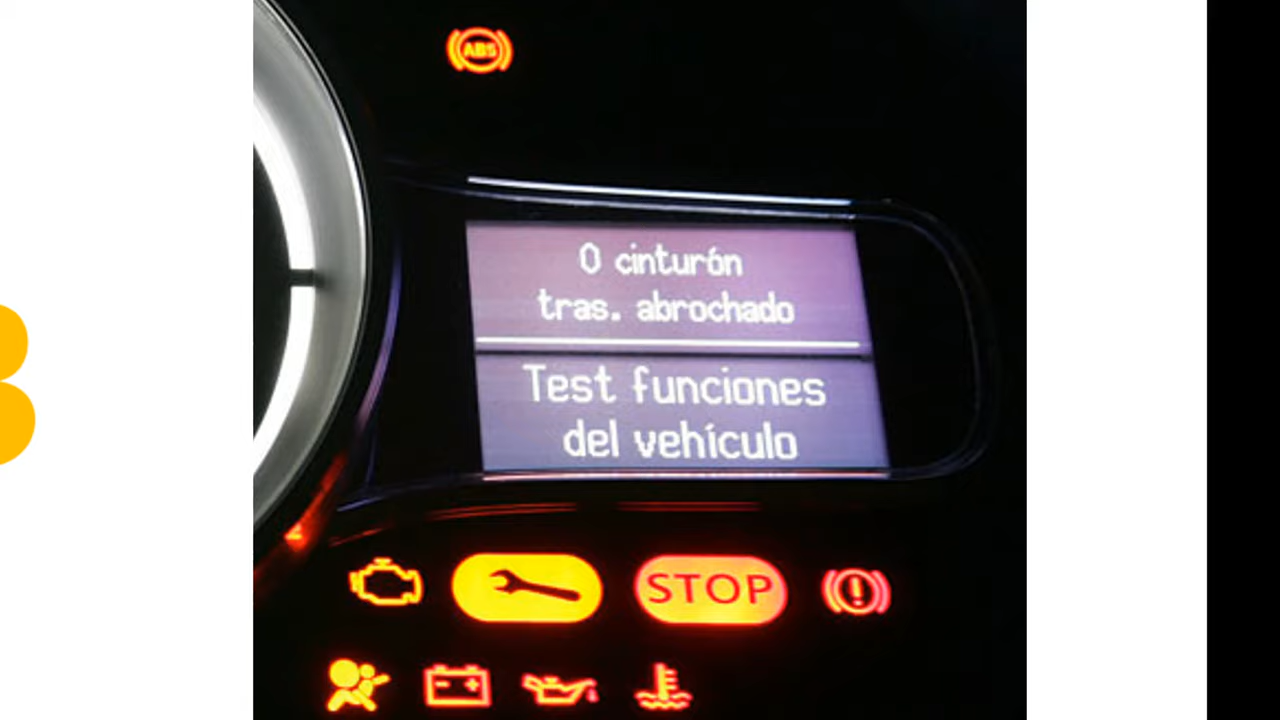 ABS
0 cinturón
tras. abrochado
Test funciones
del vehículo
STOP